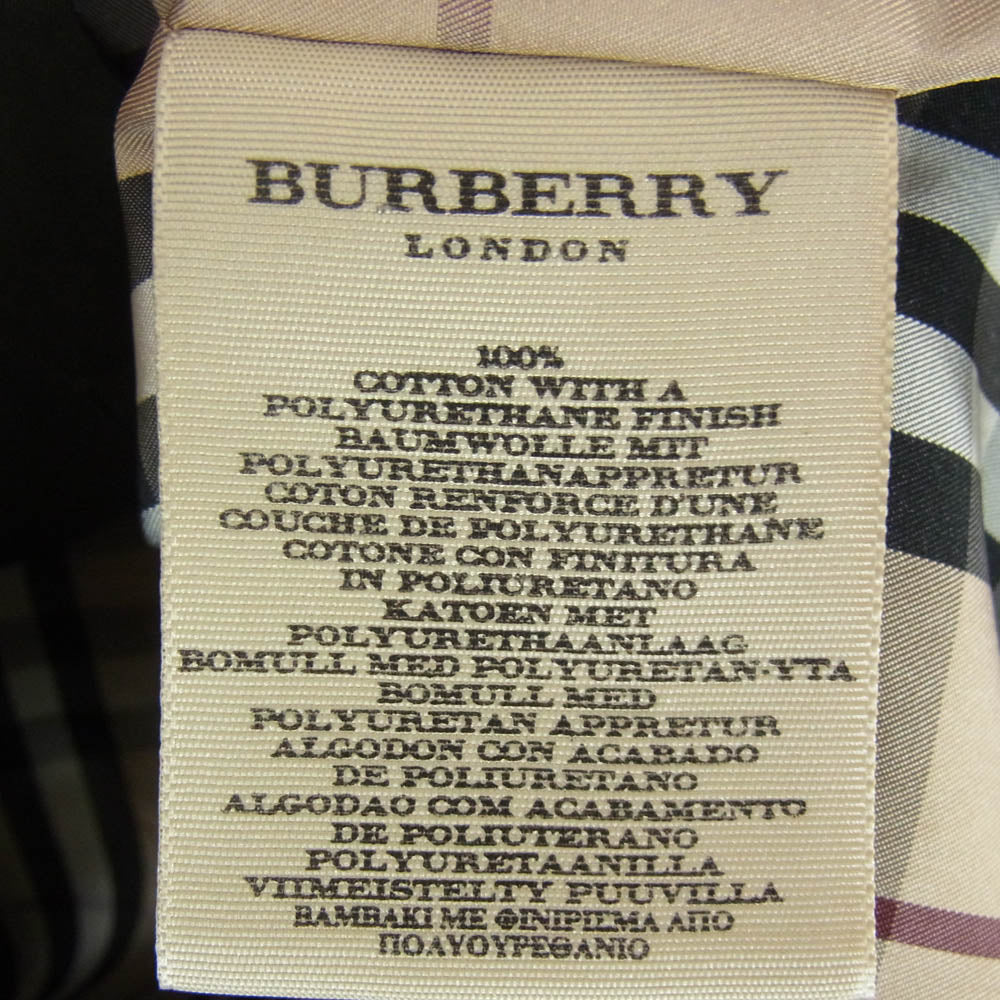 BURBERRY
LONDON
100%
COTTON WITH A
POLYURETHANE FINISH
BAUMWOLLE MIT
POLYURETHANAPPRETUR
COTON RENFORCE D'UNE
COUCHE DE POLYURETHANE
COTONE CON FINITURA
IN POLIURETANO
KATOEN MET
POLYURETHAANLAAG
BOMULL MED POLYURETAN-YTA
BOMULL MED
POLYURETAN APPRETUR
ALGODON CON ACABADO
DE POLIURETANO
ALGODAO COM ACABAMENTO
DE POLIUTERANO
POLYURETAANILLA
VIIMEISTELTY PUUVILLA
ΒΑΜΒΑΚΙ ΜΕ ΦΙΝΙΡΙΣΜΑ ΑΠΟ
ΠΟΛΥΟΥΡΕΘΑΝΙΟ